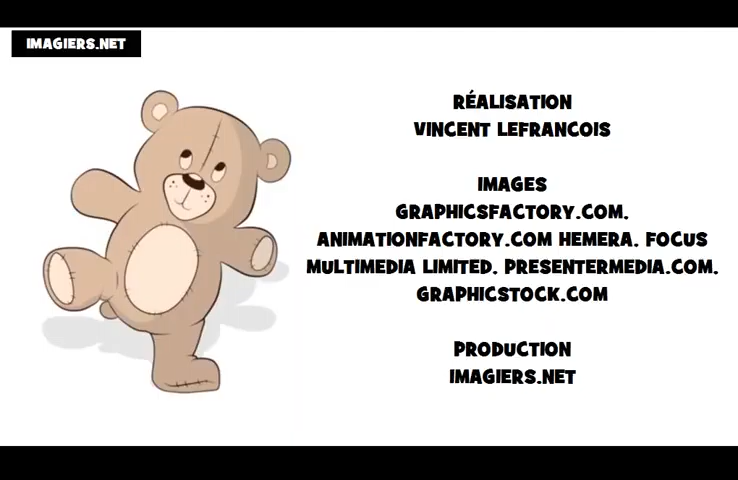 IMAGIERS.NET
RÉALISATION
VINCENT LEFRANCOIS
IMAGES
GRAPHICSFACTORY.COM,
ANIMATIONFACTORY.COM HEMERA, FOCUS
MULTIMEDIA LIMITED, PRESENTERMEDIA.COM,
GRAPHICSTOCK.COM
PRODUCTION
IMAGIERS.NET